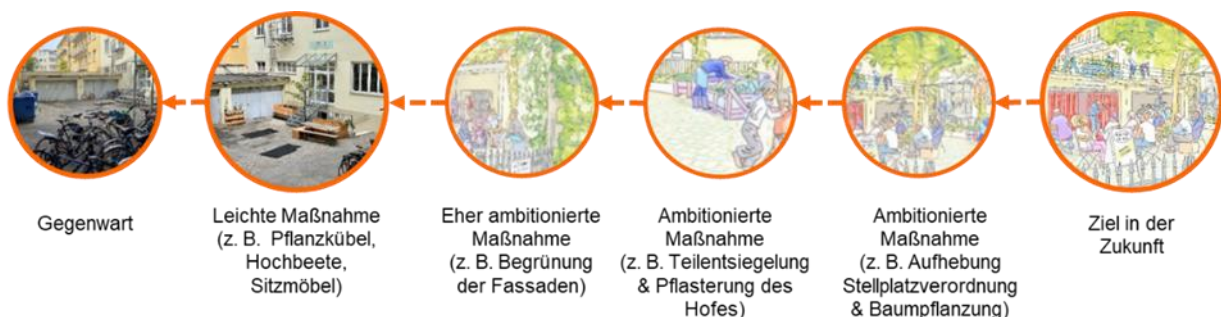 Gegenwart
Leichte Maßnahme
(z. B. Pflanzkübel,
Hochbeete,
Sitzmöbel)
Eher ambitionierte
Maßnahme
(z. B. Begrünung
der Fassaden)
Ambitionierte
Maßnahme
(z. B. Teilentsiegelung
& Pflasterung des
Hofes)
Ambitionierte
Maßnahme
(z. B. Aufhebung
Stellplatzverordnung
& Baumpflanzung)
Ziel in der
Zukunft